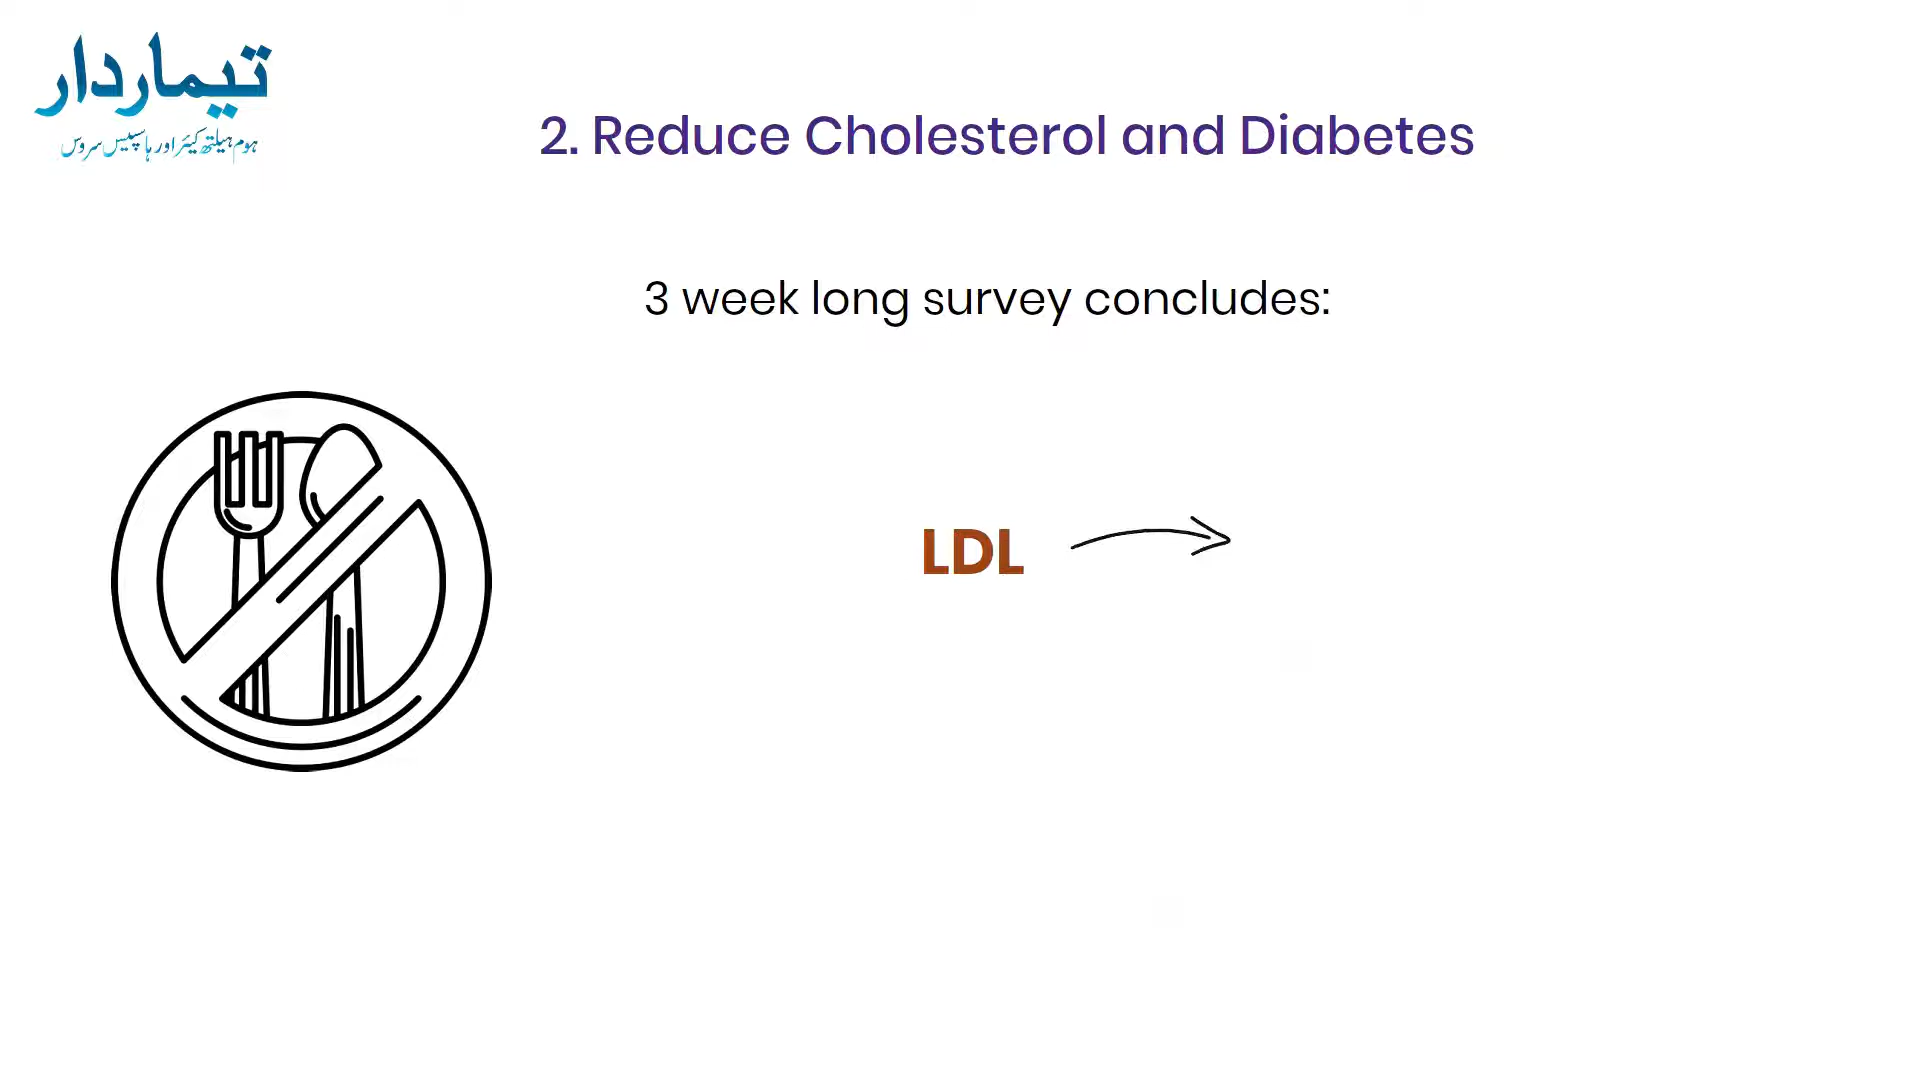 تیماردار
ہوم ہیلتھ کیئر اور ہاسپیس سروس
2. Reduce Cholesterol and Diabetes
3 week long survey concludes:
LDL